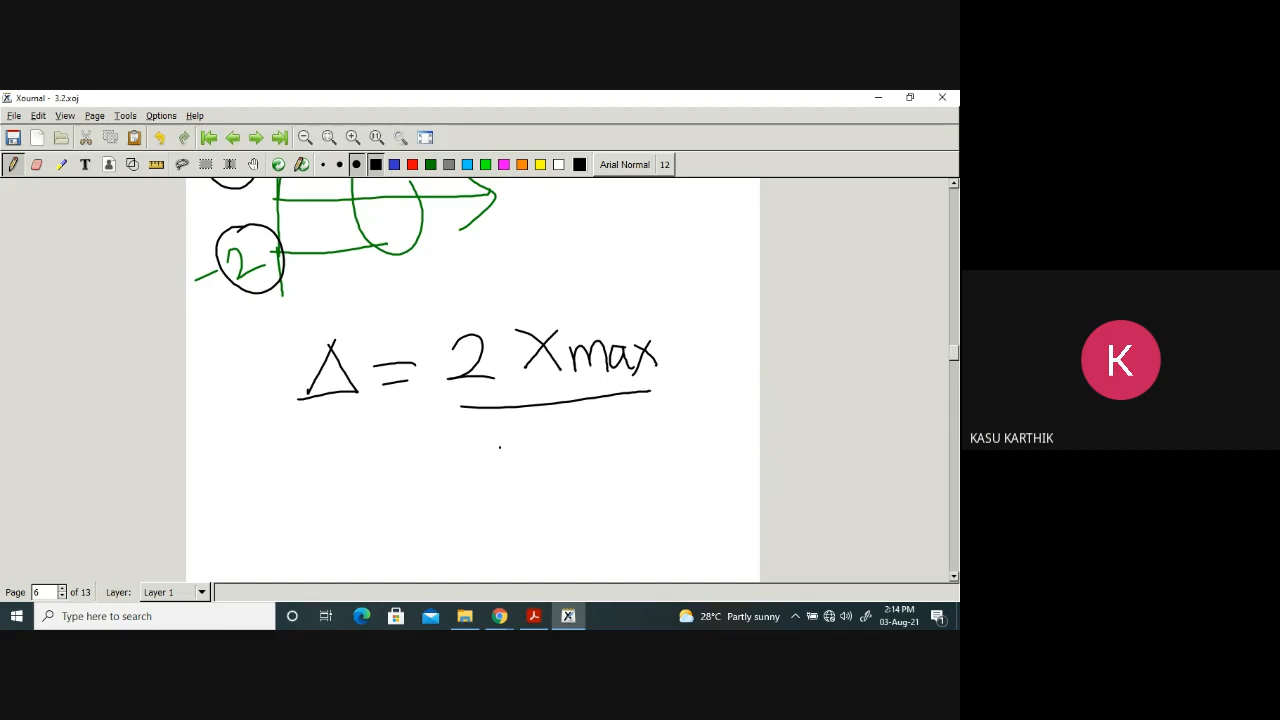 Xournal - 3.2.xoj
File Edit View Page Tools Options Help
T Arial Normal 12
-2
Δ = 2 Xmax
K
KASU KARTHIK
Page 6 of 13 Layer: Layer 1
Type here to search
28°C Partly sunny
2:14 PM
03-Aug-21
1